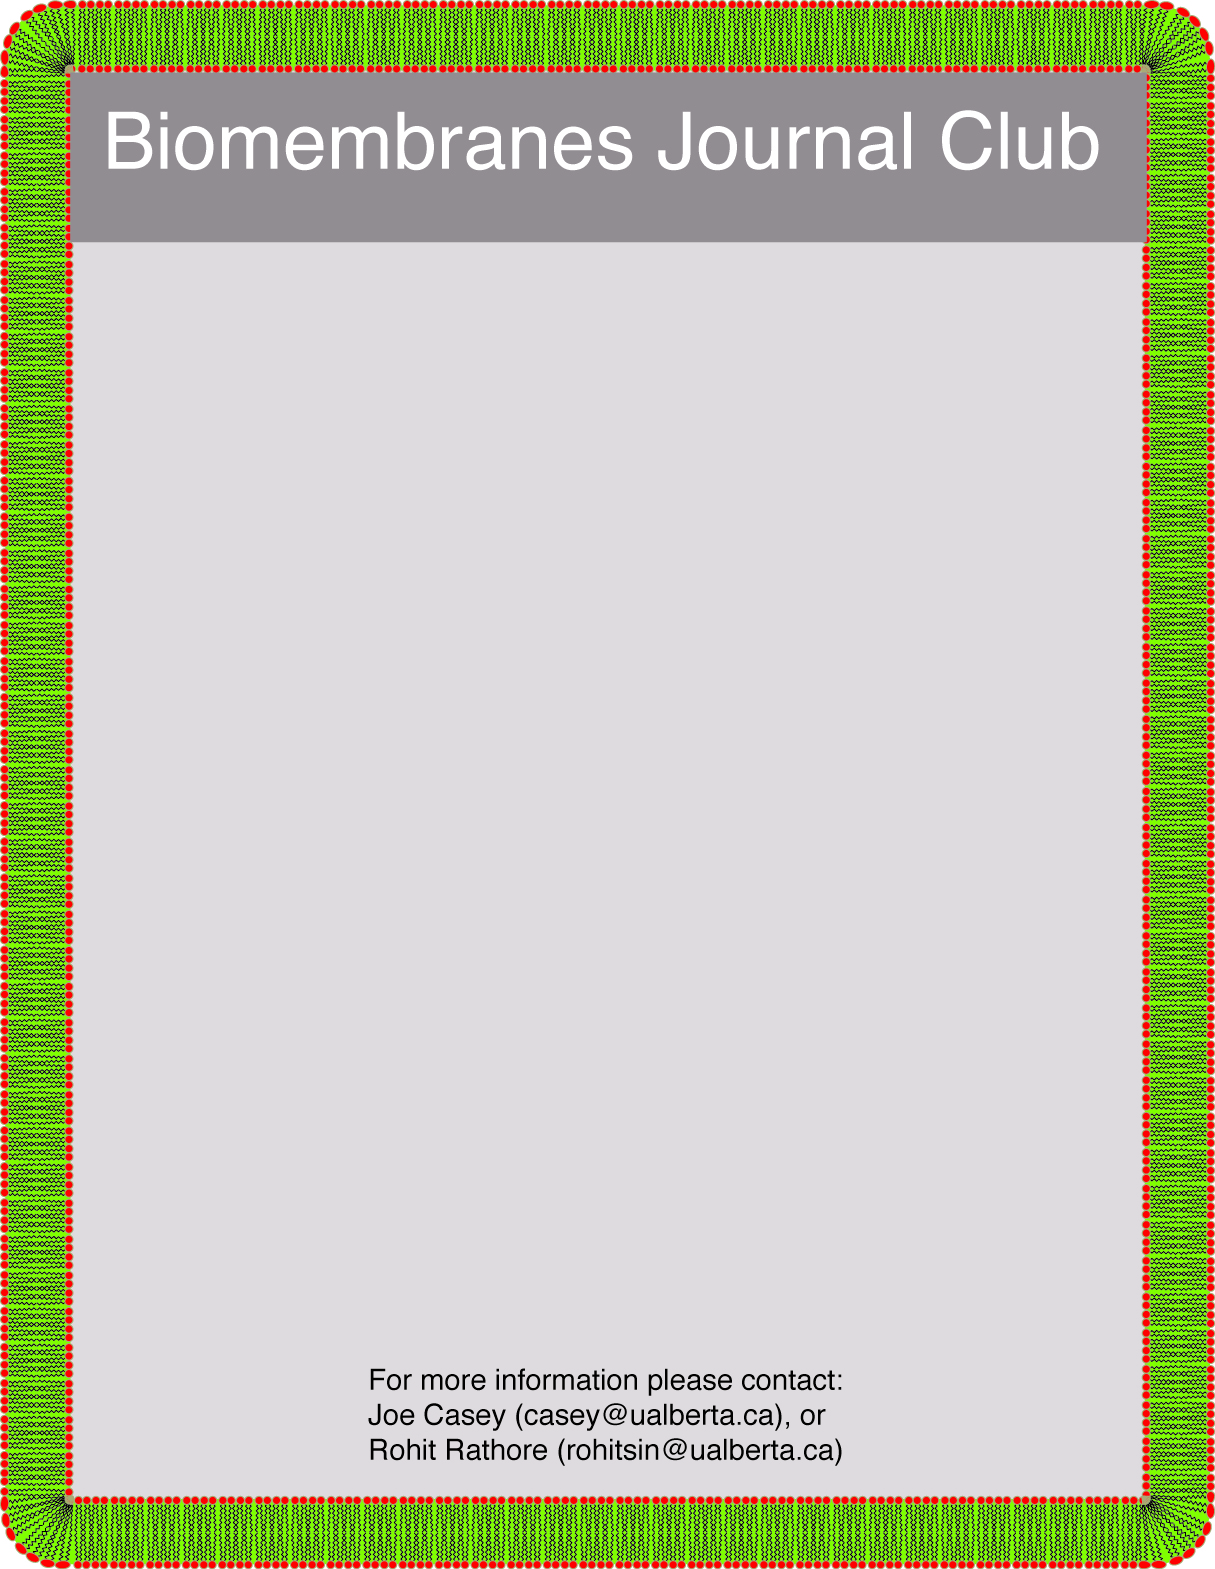 Biomembranes Journal Club
For more information please contact:
Joe Casey (casey@ualberta.ca), or
Rohit Rathore (rohitsin@ualberta.ca)